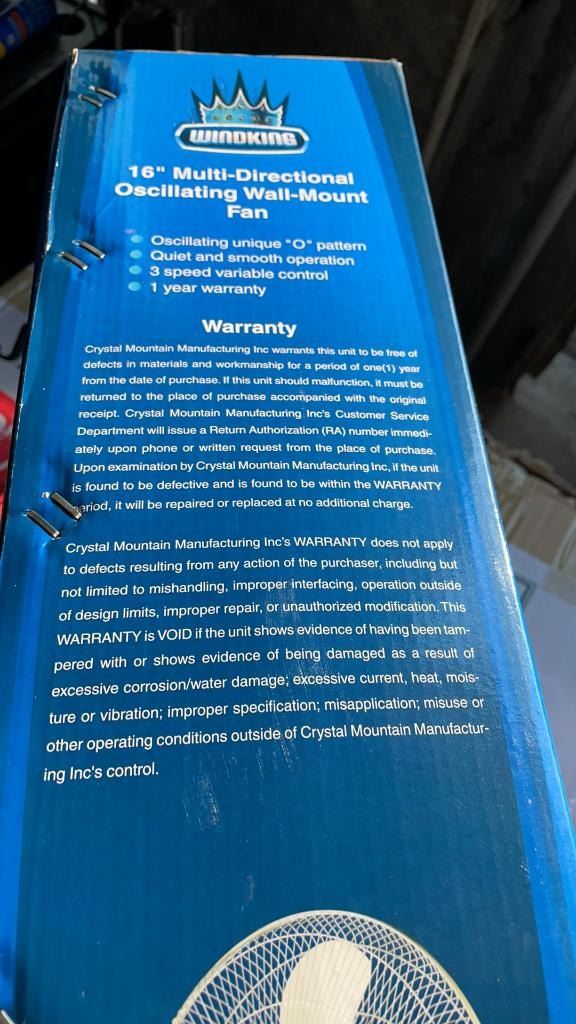 WINDKING
16" Multi-Directional
Oscillating Wall-Mount
Fan
Oscillating unique "O" pattern
Quiet and smooth operation
3 speed variable control
1 year warranty
Warranty
Crystal Mountain Manufacturing Inc warrants this unit to be free of
defects in materials and workmanship for a period of one(1) year
from the date of purchase. If this unit should malfunction, it must be
returned to the place of purchase accompanied with the original
receipt. Crystal Mountain Manufacturing Inc's Customer Service
Department will issue a Return Authorization (RA) number immedi-
ately upon phone or written request from the place of purchase.
Upon examination by Crystal Mountain Manufacturing Inc, if the unit
is found to be defective and is found to be within the WARRANTY
period, it will be repaired or replaced at no additional charge.
Crystal Mountain Manufacturing Inc's WARRANTY does not apply
to defects resulting from any action of the purchaser, including but
not limited to mishandling, improper interfacing, operation outside
of design limits, improper repair, or unauthorized modification. This
WARRANTY is VOID if the unit shows evidence of having been tam-
pered with or shows evidence of being damaged as a result of
excessive corrosion/water damage; excessive current, heat, mois-
ture or vibration; improper specification; misapplication; misuse or
other operating conditions outside of Crystal Mountain Manufactur-
ing Inc's control.